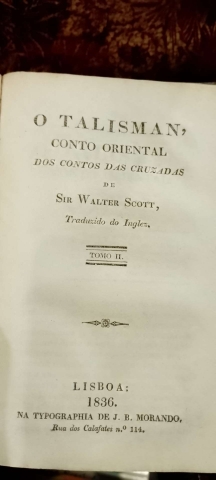 O TALISMAN,
CONTO ORIENTAL
DOS CONTOS DAS CRUZADAS
DE
SIR WALTER SCOTT,
Traduzido do Inglez.
TOMO II.
LISBOA:
1836.
NA TYPOGRAPHIA DE J. B. MORANDO.
Rua dos Calafates n.º 114.